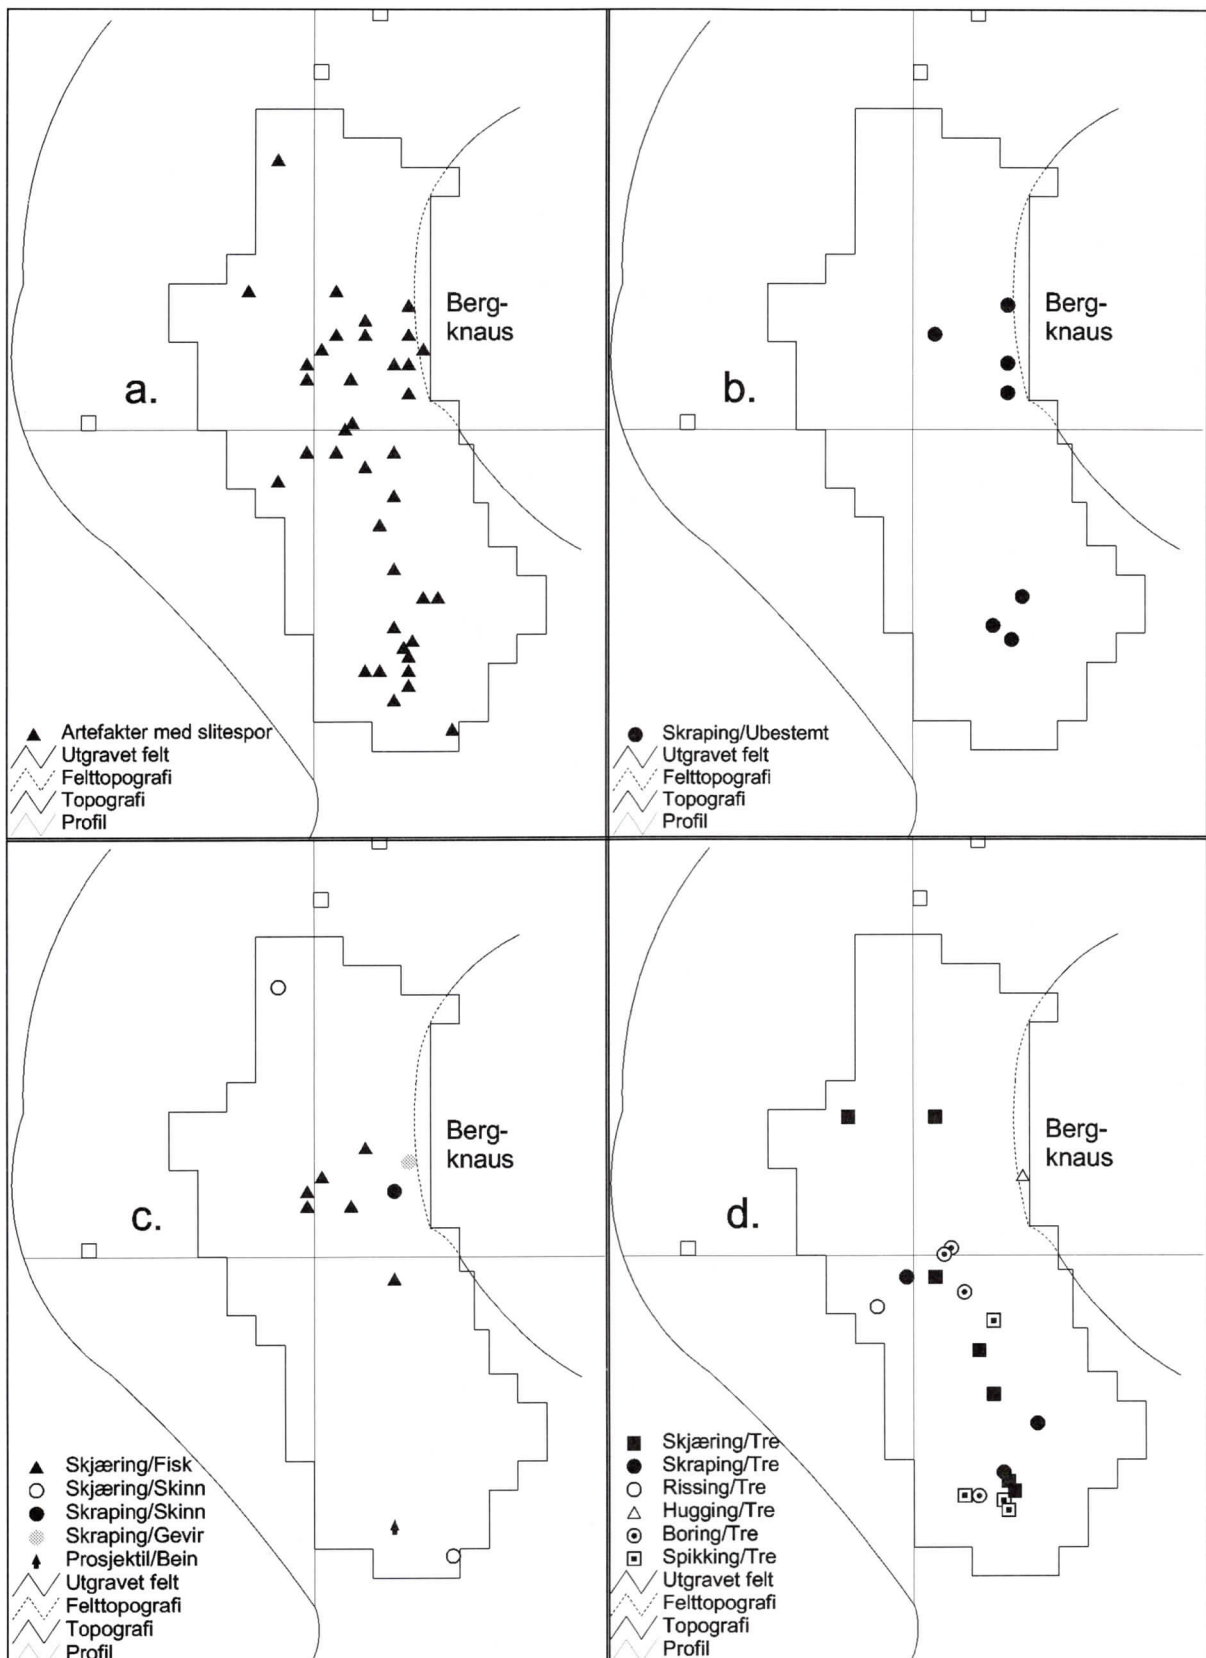 Berg-
knaus
a.
Artefakter med slitespor
Utgravet felt
Felttopografi
Topografi
Profil
Berg-
knaus
b.
Skraping/Ubestemt
Utgravet felt
Felttopografi
Topografi
Profil
Berg-
knaus
c.
Skjæring/Fisk
Skjæring/Skinn
Skraping/Skinn
Skraping/Gevir
Prosjektil/Bein
Utgravet felt
Felttopografi
Topografi
Profil
Berg-
knaus
d.
Skjæring/Tre
Skraping/Tre
Rissing/Tre
Hugging/Tre
Boring/Tre
Spikking/Tre
Utgravet felt
Felttopografi
Topografi
Profil